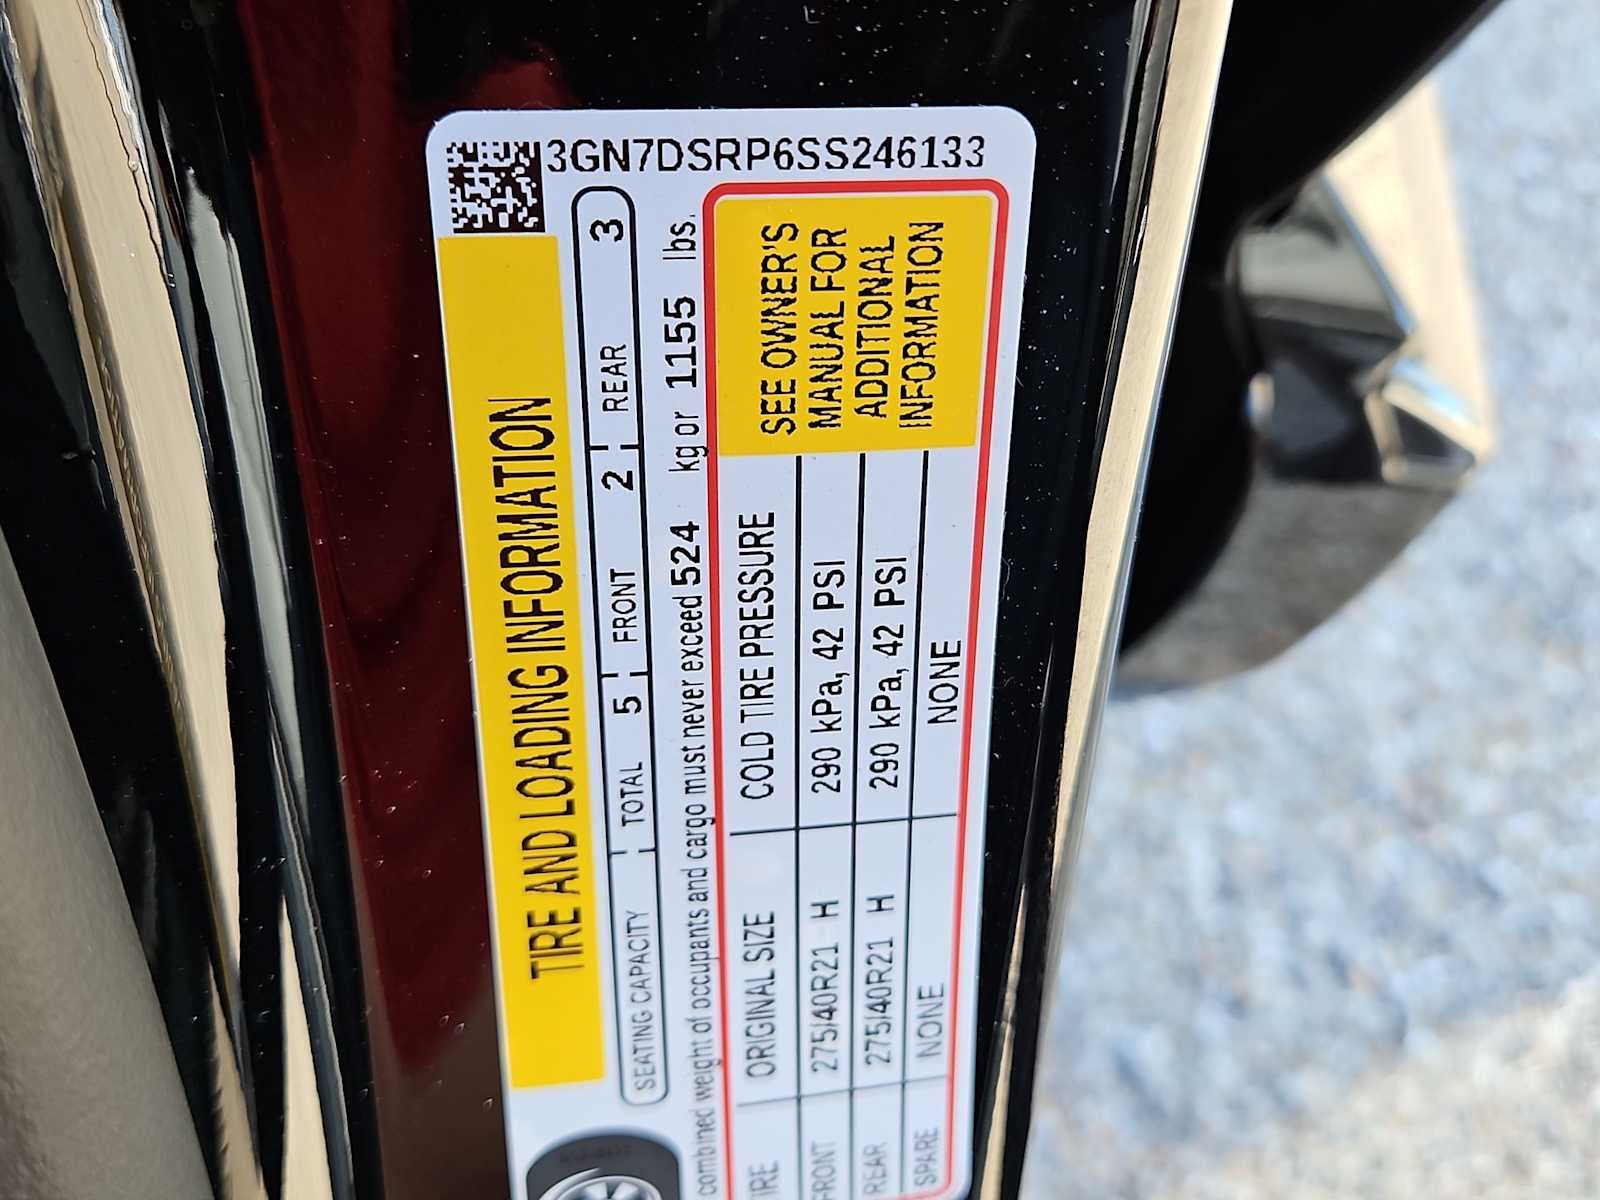 3GN7DSRP6SS246133
TIRE AND LOADING INFORMATION
SEATING CAPACITY TOTAL 5 FRONT 2 REAR 3
combined weight of occupants and cargo must never exceed 524 kg or 1155 lbs.
ORIGINAL SIZE COLD TIRE PRESSURE
FRONT 275/40R21 H 290 kPa, 42 PSI
REAR 275/40R21 H 290 kPa, 42 PSI
SPARE NONE NONE
SEE OWNER'S
MANUAL FOR
ADDITIONAL
INFORMATION